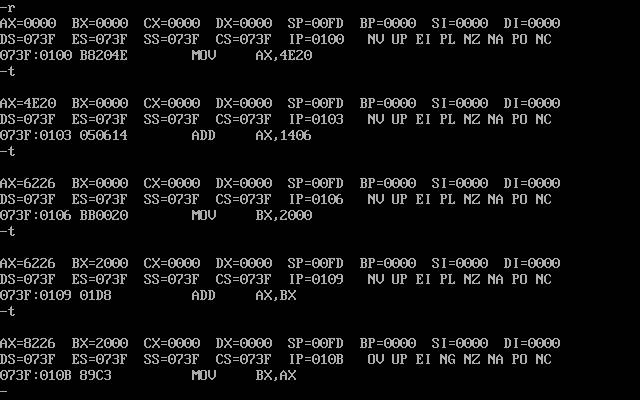 -r
AX=0000  BX=0000  CX=0000  DX=0000  SP=00FD  BP=0000  SI=0000  DI=0000
DS=073F  ES=073F  SS=073F  CS=073F  IP=0100   NV UP EI PL NZ NA PO NC
073F:0100 B8204E        MOV     AX,4E20
-t
AX=4E20  BX=0000  CX=0000  DX=0000  SP=00FD  BP=0000  SI=0000  DI=0000
DS=073F  ES=073F  SS=073F  CS=073F  IP=0103   NV UP EI PL NZ NA PO NC
073F:0103 050614        ADD     AX,1406
-t
AX=6226  BX=0000  CX=0000  DX=0000  SP=00FD  BP=0000  SI=0000  DI=0000
DS=073F  ES=073F  SS=073F  CS=073F  IP=0106   NV UP EI PL NZ NA PO NC
073F:0106 BB0020        MOV     BX,2000
-t
AX=6226  BX=2000  CX=0000  DX=0000  SP=00FD  BP=0000  SI=0000  DI=0000
DS=073F  ES=073F  SS=073F  CS=073F  IP=0109   NV UP EI PL NZ NA PO NC
073F:0109 01D8          ADD     AX,BX
-t
AX=8226  BX=2000  CX=0000  DX=0000  SP=00FD  BP=0000  SI=0000  DI=0000
DS=073F  ES=073F  SS=073F  CS=073F  IP=010B   OV UP EI NG NZ NA PO NC
073F:010B 89C3          MOV     BX,AX
-